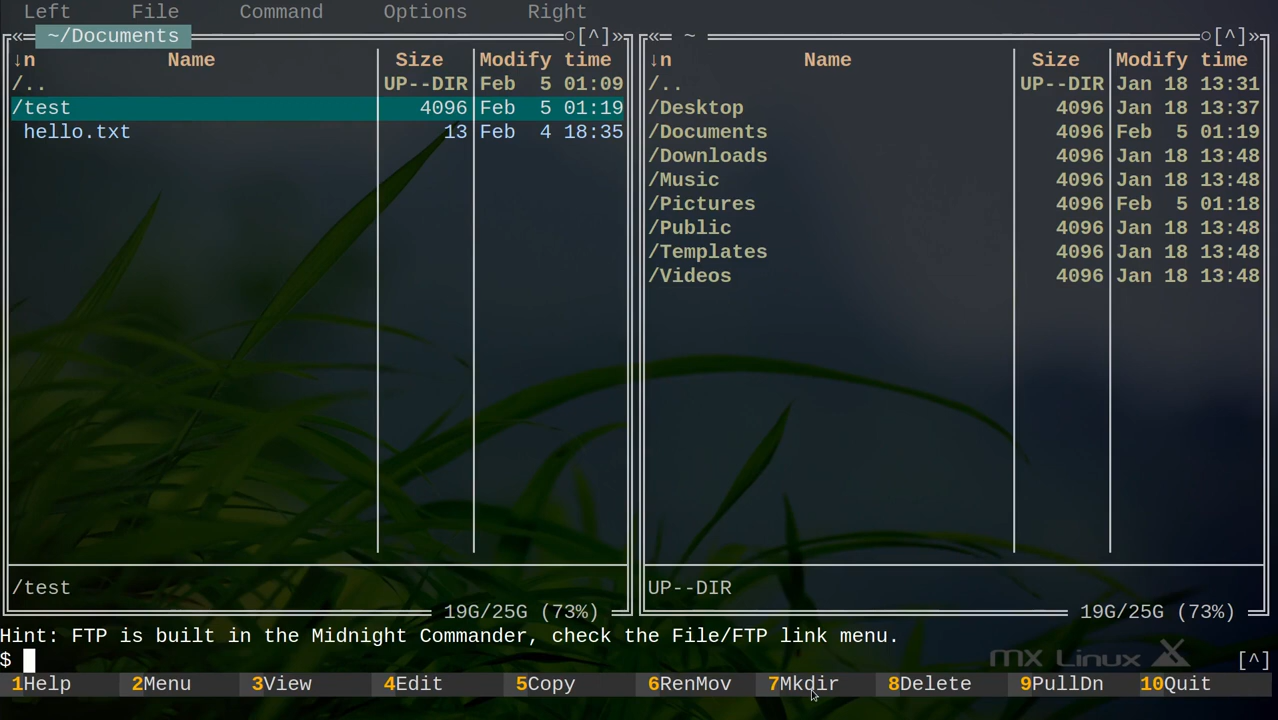 Left File Command Options Right
«═ ~/Documents ○[^]»
↓n Name Size Modify time
/.. UP--DIR Feb 5 01:09
/test 4096 Feb 5 01:19
hello.txt 13 Feb 4 18:35
/test
19G/25G (73%)
«═ ~ ○[^]»
↓n Name Size Modify time
/.. UP--DIR Jan 18 13:31
/Desktop 4096 Jan 18 13:37
/Documents 4096 Feb 5 01:19
/Downloads 4096 Jan 18 13:48
/Music 4096 Jan 18 13:48
/Pictures 4096 Feb 5 01:18
/Public 4096 Jan 18 13:48
/Templates 4096 Jan 18 13:48
/Videos 4096 Jan 18 13:48
UP--DIR
19G/25G (73%)
Hint: FTP is built in the Midnight Commander, check the File/FTP link menu.
MX Linux
$ [^]
1Help 2Menu 3View 4Edit 5Copy 6RenMov 7Mkdir 8Delete 9PullDn 10Quit